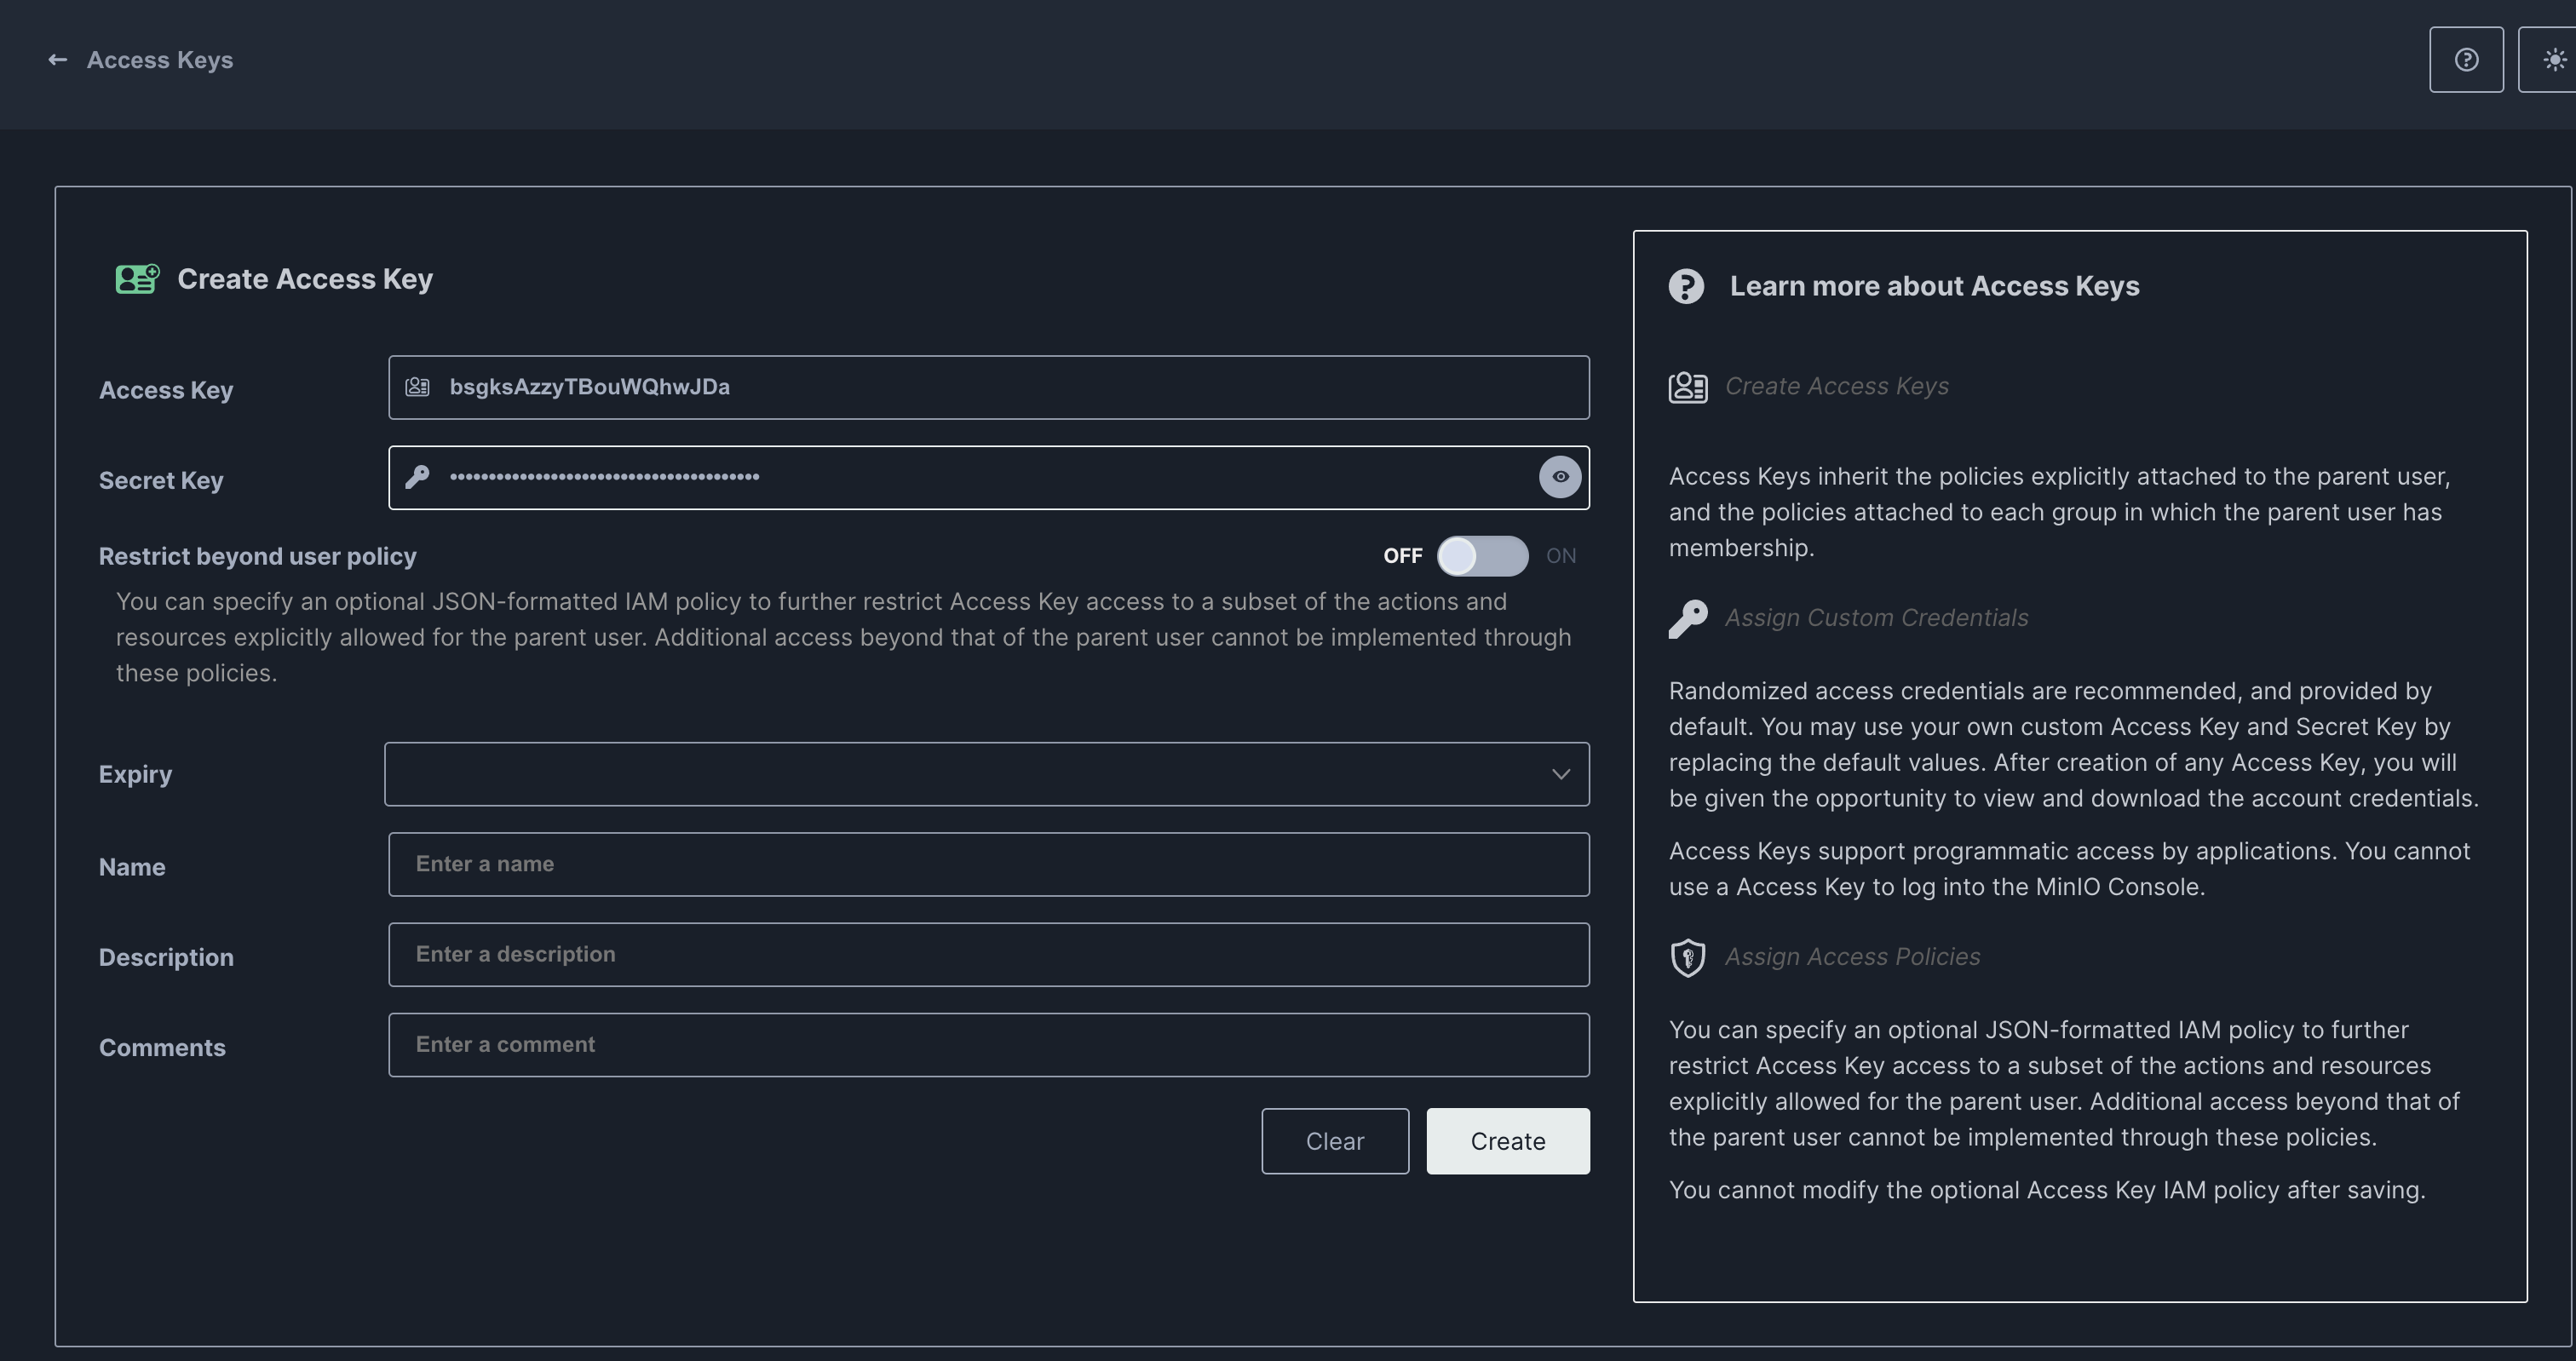 Access Keys
Create Access Key
Access Key
bsgksAzzyTBouWQhwJDa
Secret Key
••••••••••••••••••••••••••••••••••••••••
Restrict beyond user policy
OFF
ON
You can specify an optional JSON-formatted IAM policy to further restrict Access Key access to a subset of the actions and
resources explicitly allowed for the parent user. Additional access beyond that of the parent user cannot be implemented through
these policies.
Expiry
Name
Enter a name
Description
Enter a description
Comments
Enter a comment
Clear
Create
Learn more about Access Keys
Create Access Keys
Access Keys inherit the policies explicitly attached to the parent user,
and the policies attached to each group in which the parent user has
membership.
Assign Custom Credentials
Randomized access credentials are recommended, and provided by
default. You may use your own custom Access Key and Secret Key by
replacing the default values. After creation of any Access Key, you will
be given the opportunity to view and download the account credentials.
Access Keys support programmatic access by applications. You cannot
use a Access Key to log into the MinIO Console.
Assign Access Policies
You can specify an optional JSON-formatted IAM policy to further
restrict Access Key access to a subset of the actions and resources
explicitly allowed for the parent user. Additional access beyond that of
the parent user cannot be implemented through these policies.
You cannot modify the optional Access Key IAM policy after saving.